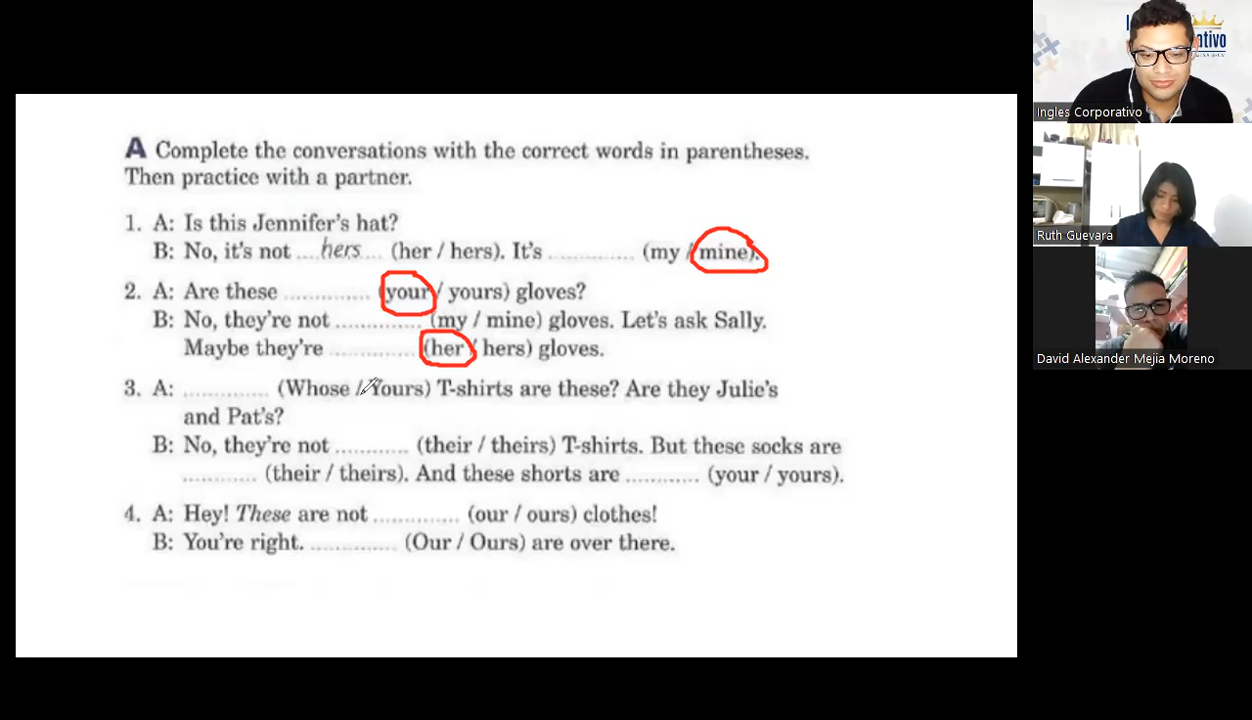 A Complete the conversations with the correct words in parentheses.
Then practice with a partner.
1. A: Is this Jennifer's hat?
B: No, it's not ....hers.... (her / hers). It's .............. (my / mine).
2. A: Are these .............. (your / yours) gloves?
B: No, they're not .............. (my / mine) gloves. Let's ask Sally.
Maybe they're .............. (her / hers) gloves.
3. A: .............. (Whose / Yours) T-shirts are these? Are they Julie's
and Pat's?
B: No, they're not ............ (their / theirs) T-shirts. But these socks are
............ (their / theirs). And these shorts are ............ (your / yours).
4. A: Hey! These are not .............. (our / ours) clothes!
B: You're right. .............. (Our / Ours) are over there.
Ingles Corporativo
Ruth Guevara
David Alexander Mejia Moreno